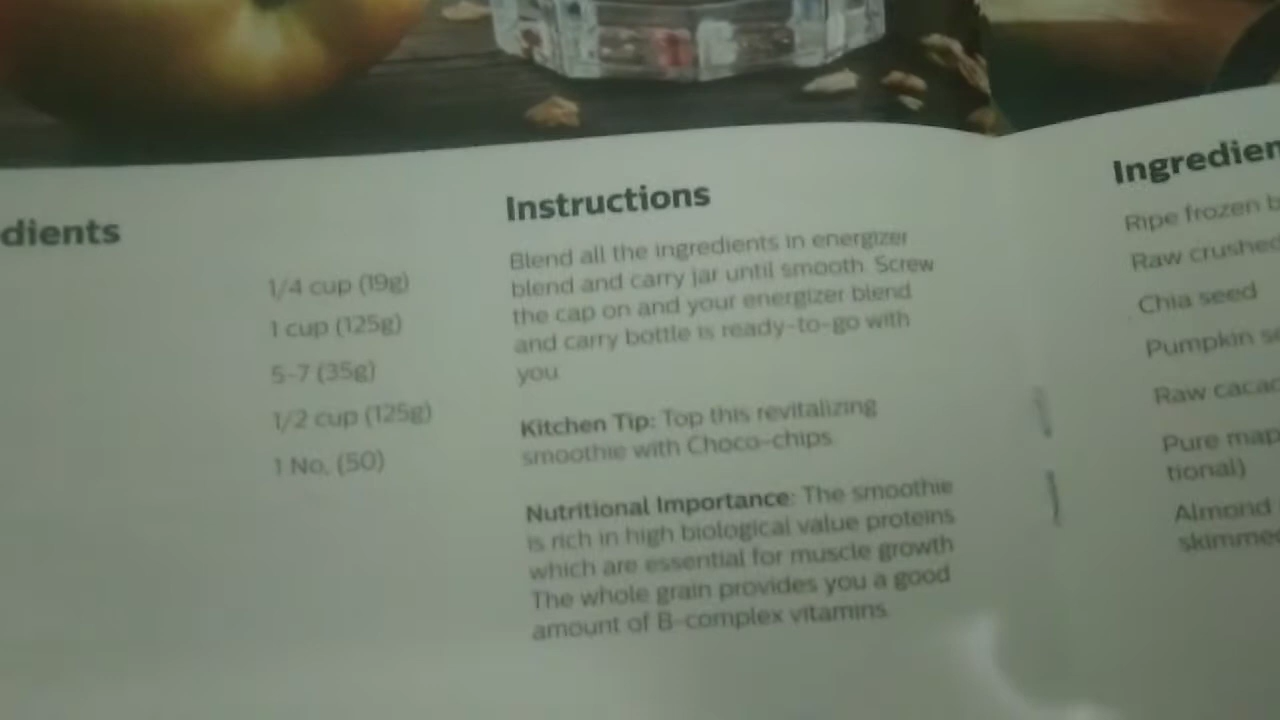 dients
1/4 cup (19g)
1 cup (125g)
5-7 (35g)
1/2 cup (125g)
1 No, (50)
Instructions
Blend all the ingredients in energizer
blend and carry jar until smooth. Screw
the cap on and your energizer blend
and carry bottle is ready-to-go with
you.
Kitchen Tip: Top this revitalizing
smoothie with Choco-chips.
Nutritional Importance: The smoothie
is rich in high biological value proteins
which are essential for muscle growth
The whole grain provides you a good
amount of B-complex vitamins.
Ingredien
Ripe frozen b
Raw crushed
Chia seed
Pumpkin se
Raw cacao
Pure map
tional)
Almond
skimmed